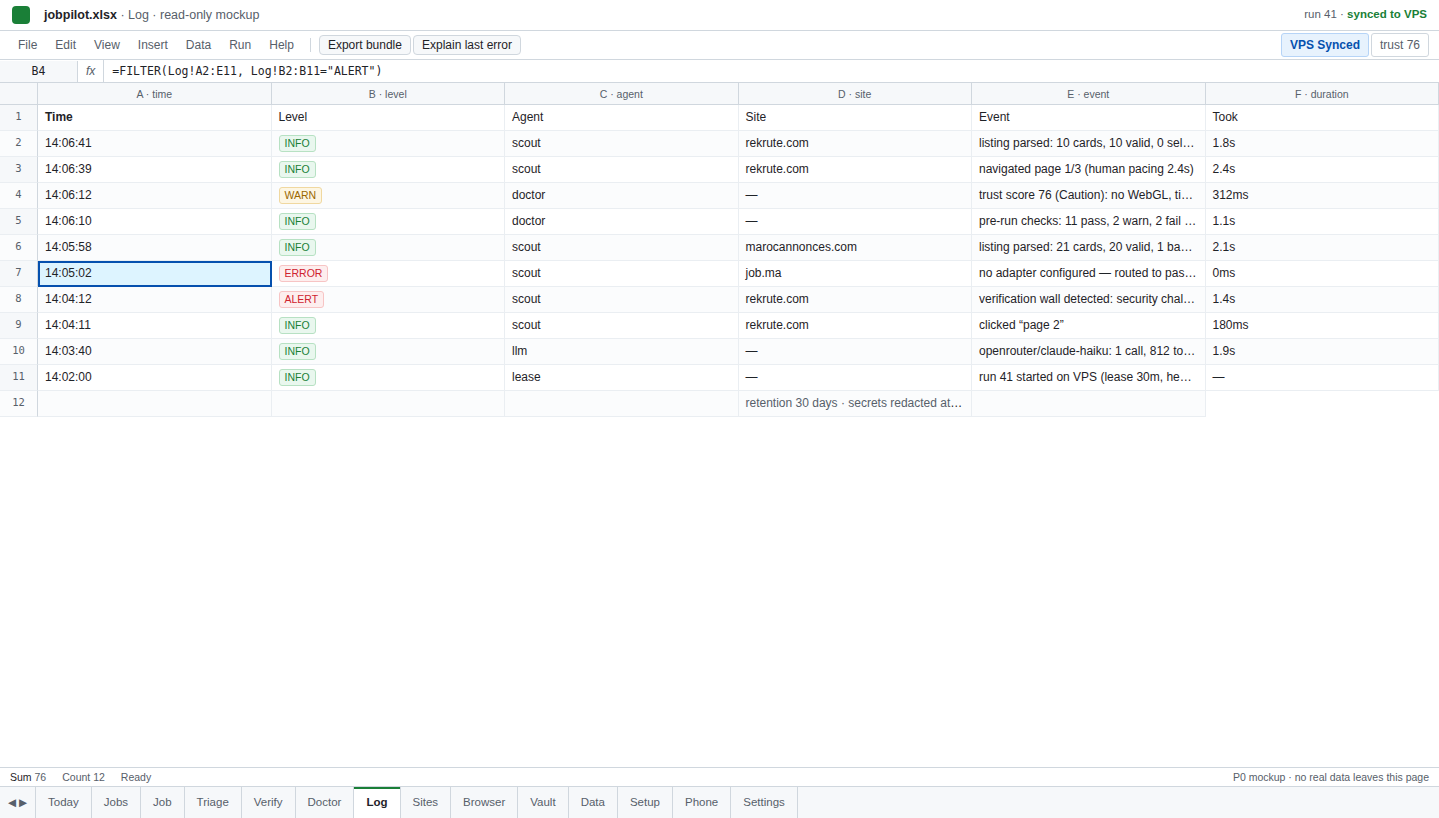 jobpilot.xlsx · Log · read-only mockup run 41 · synced to VPS
File Edit View Insert Data Run Help Export bundle Explain last error VPS Synced trust 76
B4 fx =FILTER(Log!A2:E11, Log!B2:B11="ALERT")
A · time B · level C · agent D · site E · event F · duration
1 Time Level Agent Site Event Took
2 14:06:41 INFO scout rekrute.com listing parsed: 10 cards, 10 valid, 0 sel… 1.8s
3 14:06:39 INFO scout rekrute.com navigated page 1/3 (human pacing 2.4s) 2.4s
4 14:06:12 WARN doctor — trust score 76 (Caution): no WebGL, ti… 312ms
5 14:06:10 INFO doctor — pre-run checks: 11 pass, 2 warn, 2 fail … 1.1s
6 14:05:58 INFO scout marocannonces.com listing parsed: 21 cards, 20 valid, 1 ba… 2.1s
7 14:05:02 ERROR scout job.ma no adapter configured — routed to pas… 0ms
8 14:04:12 ALERT scout rekrute.com verification wall detected: security chal… 1.4s
9 14:04:11 INFO scout rekrute.com clicked “page 2” 180ms
10 14:03:40 INFO llm — openrouter/claude-haiku: 1 call, 812 to… 1.9s
11 14:02:00 INFO lease — run 41 started on VPS (lease 30m, he… —
12 retention 30 days · secrets redacted at…
Sum 76 Count 12 Ready P0 mockup · no real data leaves this page
◀ ▶ Today Jobs Job Triage Verify Doctor Log Sites Browser Vault Data Setup Phone Settings